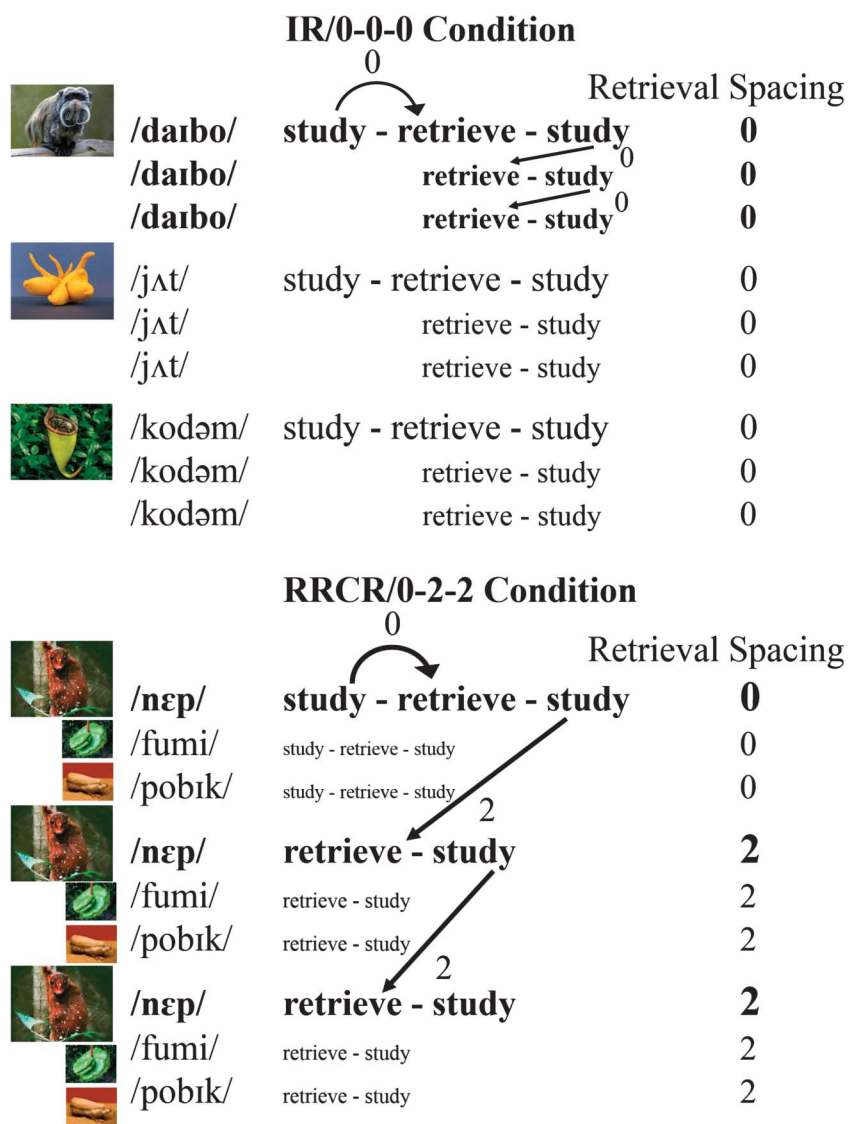 IR/0-0-0 Condition
0
Retrieval Spacing
/daɪbo/ study - retrieve - study 0
0
/daɪbo/ retrieve - study 0
0
/daɪbo/ retrieve - study 0
/jʌt/ study - retrieve - study 0
/jʌt/ retrieve - study 0
/jʌt/ retrieve - study 0
/kodəm/ study - retrieve - study 0
/kodəm/ retrieve - study 0
/kodəm/ retrieve - study 0
RRCR/0-2-2 Condition
0
Retrieval Spacing
/nɛp/ study - retrieve - study 0
/fumi/ study - retrieve - study 0
/pobɪk/ study - retrieve - study 0
2
/nɛp/ retrieve - study 2
/fumi/ retrieve - study 2
/pobɪk/ retrieve - study 2
2
/nɛp/ retrieve - study 2
/fumi/ retrieve - study 2
/pobɪk/ retrieve - study 2